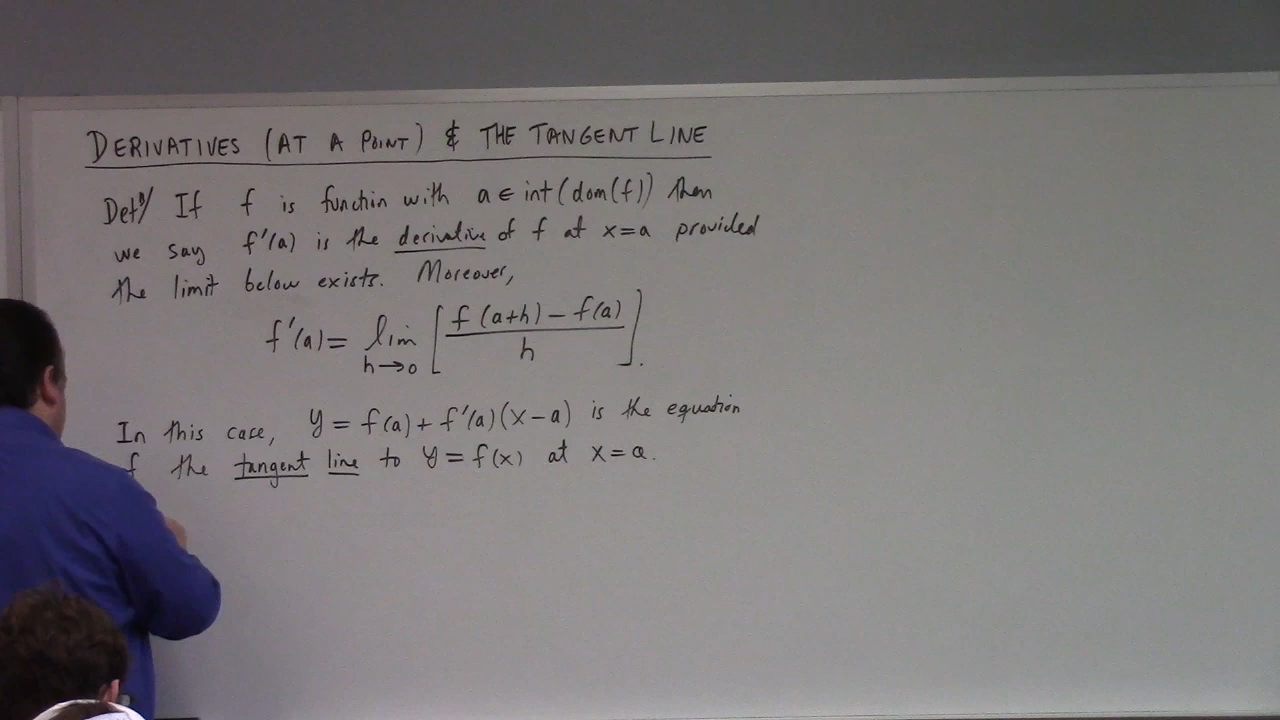 DERIVATIVES (AT A POINT) & THE TANGENT LINE
Defⁿ/ If f is function with a ∈ int(dom(f)) then
we say f'(a) is the derivative of f at x=a provided
the limit below exists. Moreover,
f'(a) = lim h→0 [ f(a+h) − f(a) / h ].
In this case, y = f(a) + f'(a)(x−a) is the equation
f the tangent line to y = f(x) at x=a.